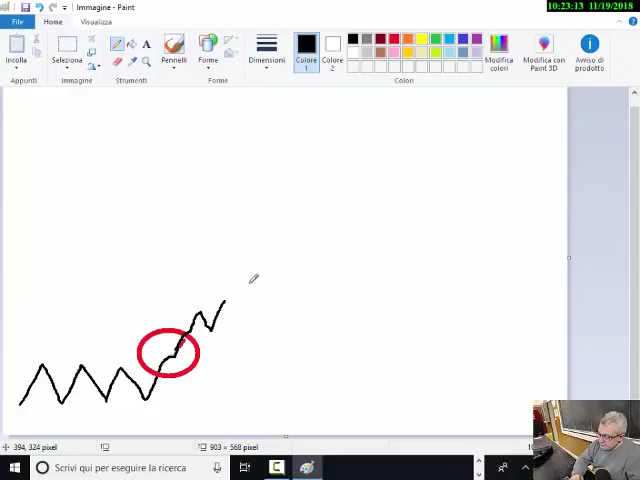 Immagine - Paint
10:23:13 11/19/2018
File
Home
Visualizza
Incolla
Seleziona
Pennelli
Forme
Dimensioni
Colore 1
Colore 2
Modifica colori
Modifica con Paint 3D
Avviso di prodotto
Appunti
Immagine
Strumenti
Forme
Colori
394, 324 pixel
903 × 568 pixel
Scrivi qui per eseguire la ricerca